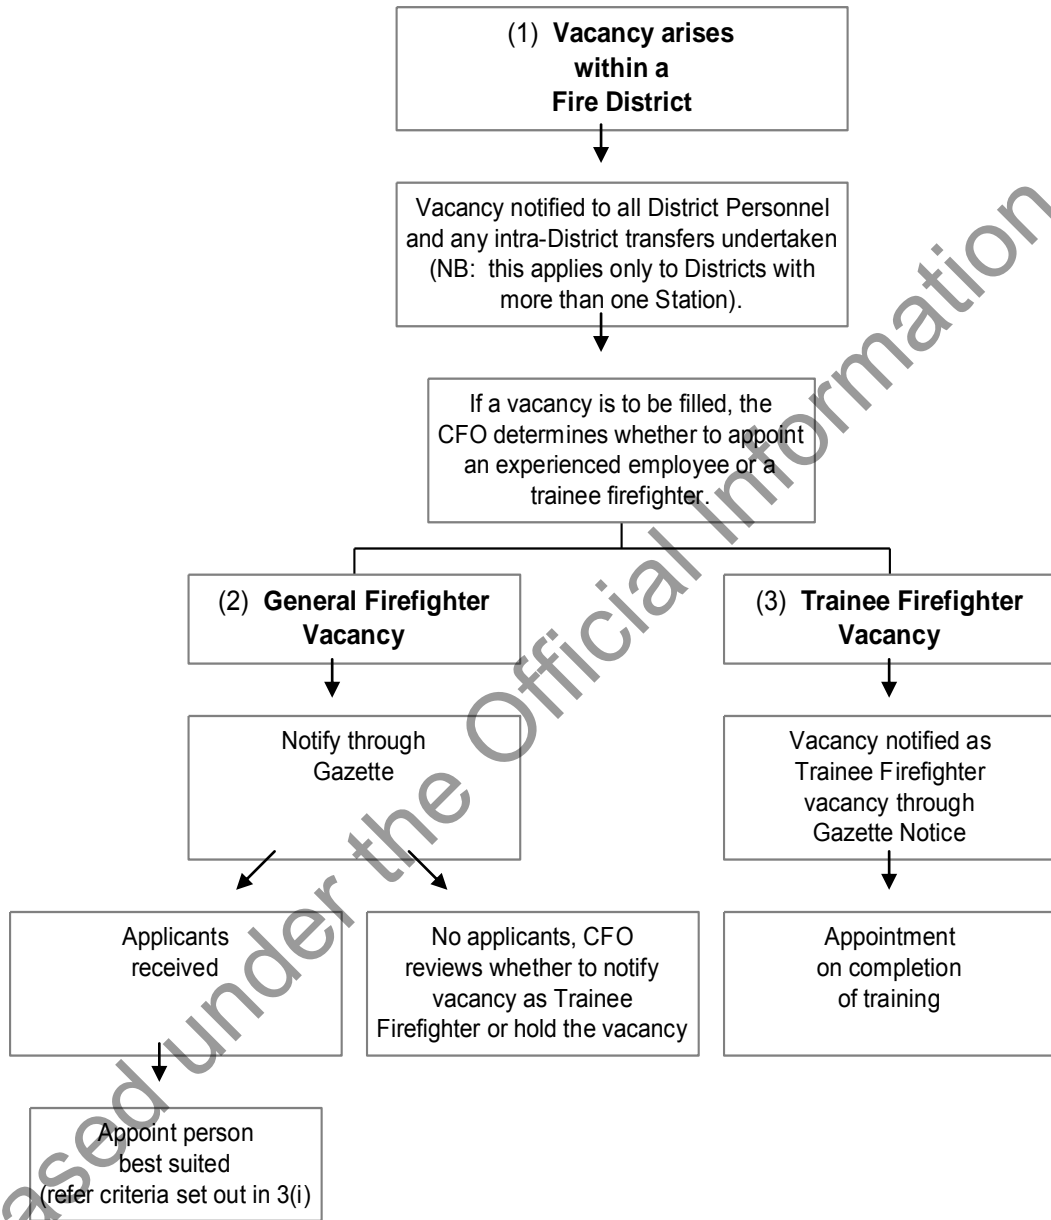 (1) Vacancy arises
within a
Fire District
Vacancy notified to all District Personnel
and any intra-District transfers undertaken
(NB: this applies only to Districts with
more than one Station).
If a vacancy is to be filled, the
CFO determines whether to appoint
an experienced employee or a
trainee firefighter.
(2) General Firefighter
Vacancy
(3) Trainee Firefighter
Vacancy
Notify through
Gazette
Vacancy notified as
Trainee Firefighter
vacancy through
Gazette Notice
Applicants
received
No applicants, CFO
reviews whether to notify
vacancy as Trainee
Firefighter or hold the vacancy
Appointment
on completion
of training
Appoint person
best suited
(refer criteria set out in 3(i)
ased under the Official Information